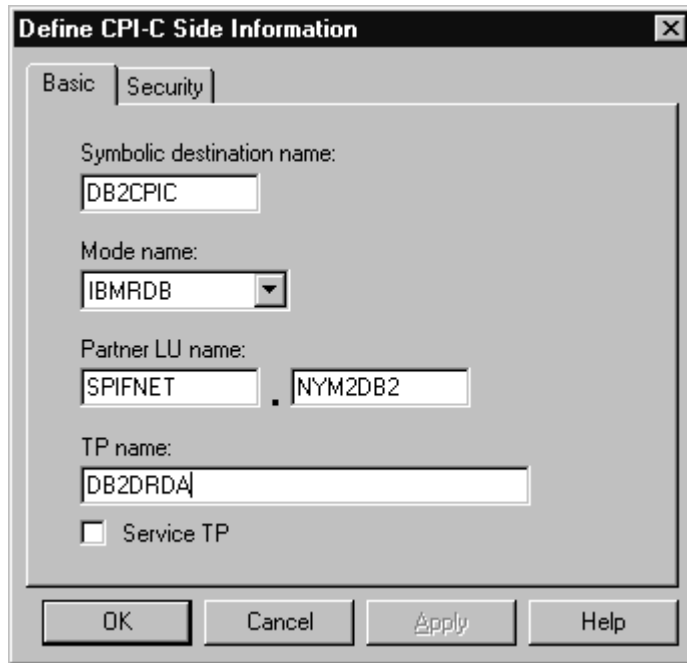 Define CPI-C Side Information
Basic Security
Symbolic destination name:
DB2CPIC
Mode name:
IBMRDB
Partner LU name:
SPIFNET . NYM2DB2
TP name:
DB2DRDA
Service TP
OK Cancel Apply Help